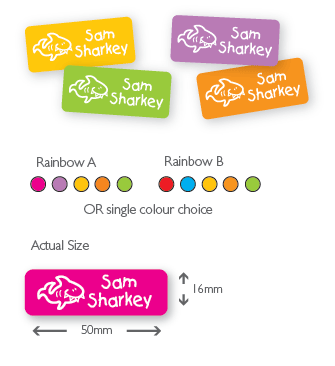 Sam
Sharkey
Sam
Sharkey
Sam
Sharkey
Sam
Sharkey
Rainbow A
Rainbow B
OR single colour choice
Actual Size
Sam
Sharkey
16mm
50mm